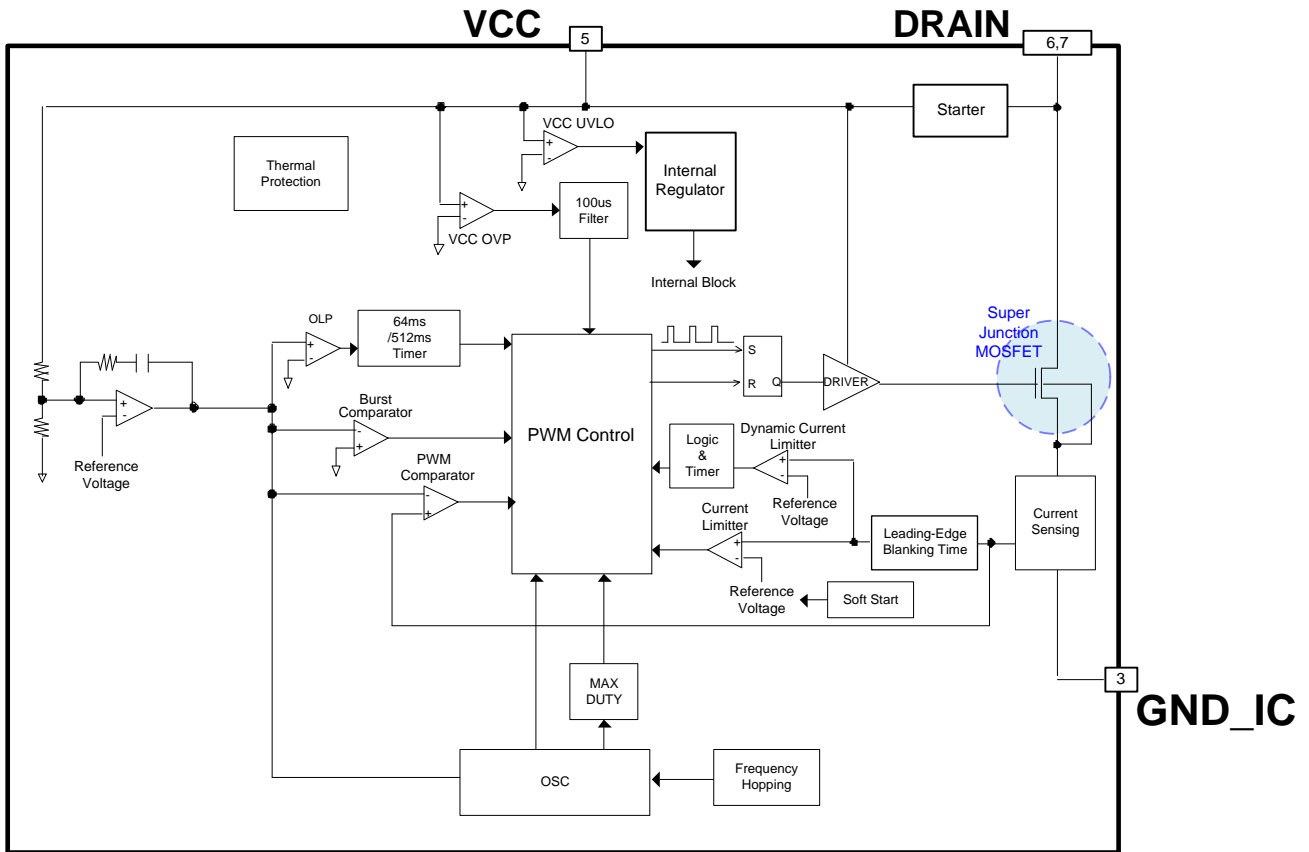 VCC
DRAIN
5
6,7
Starter
VCC UVLO
+
-
Thermal
Protection
Internal
Regulator
+
-
100us
Filter
VCC OVP
Internal Block
OLP
+
-
64ms
/512ms
Timer
Super
Junction
MOSFET
S
R
Q
DRIVER
+
-
Reference
Voltage
Burst
Comparator
-
+
PWM Control
PWM
Comparator
-
+
Logic
&
Timer
Dynamic Current
Limitter
+
-
Reference
Voltage
Current
Limitter
+
-
Leading-Edge
Blanking Time
Current
Sensing
Reference
Voltage
Soft Start
MAX
DUTY
3
GND_IC
OSC
Frequency
Hopping